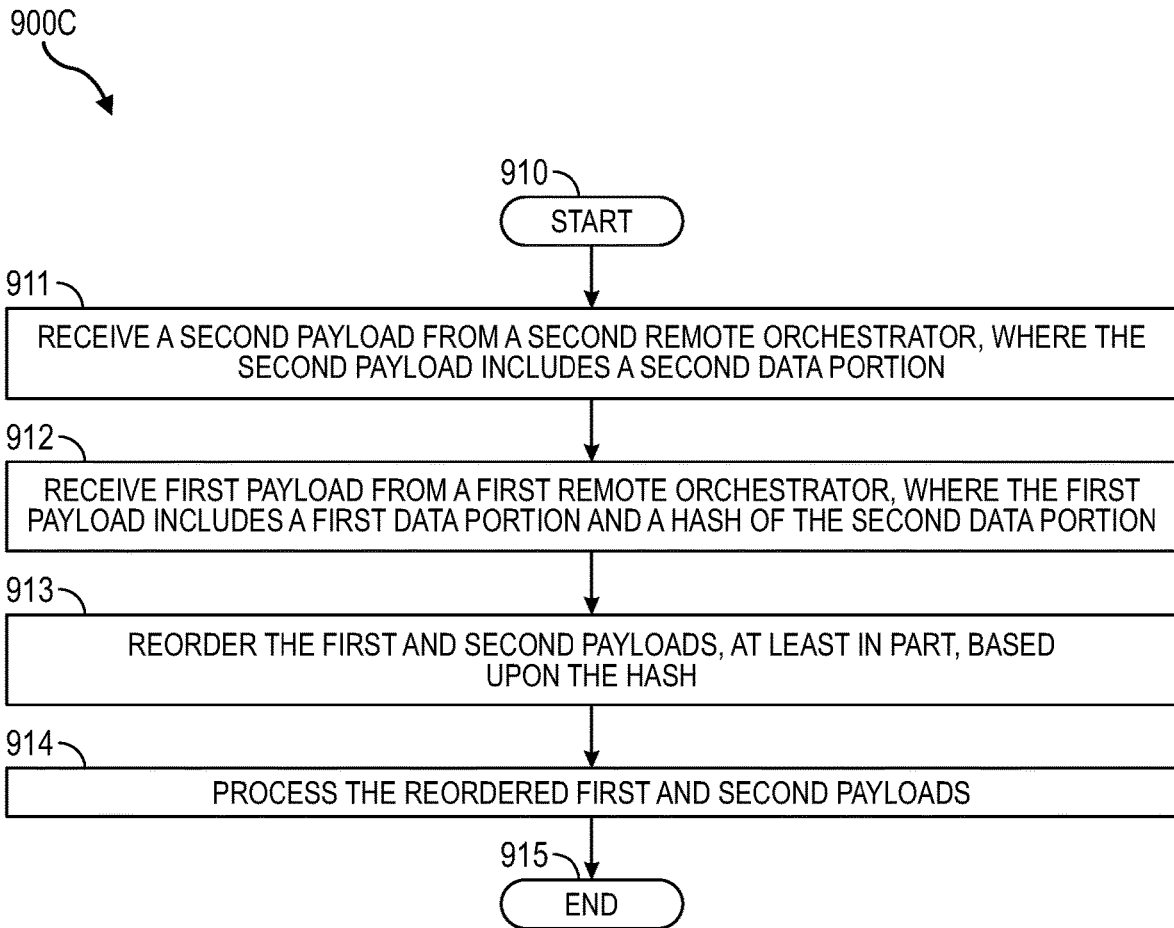 900C
910
START
911
RECEIVE A SECOND PAYLOAD FROM A SECOND REMOTE ORCHESTRATOR, WHERE THE
SECOND PAYLOAD INCLUDES A SECOND DATA PORTION
912
RECEIVE FIRST PAYLOAD FROM A FIRST REMOTE ORCHESTRATOR, WHERE THE FIRST
PAYLOAD INCLUDES A FIRST DATA PORTION AND A HASH OF THE SECOND DATA PORTION
913
REORDER THE FIRST AND SECOND PAYLOADS, AT LEAST IN PART, BASED
UPON THE HASH
914
PROCESS THE REORDERED FIRST AND SECOND PAYLOADS
915
END